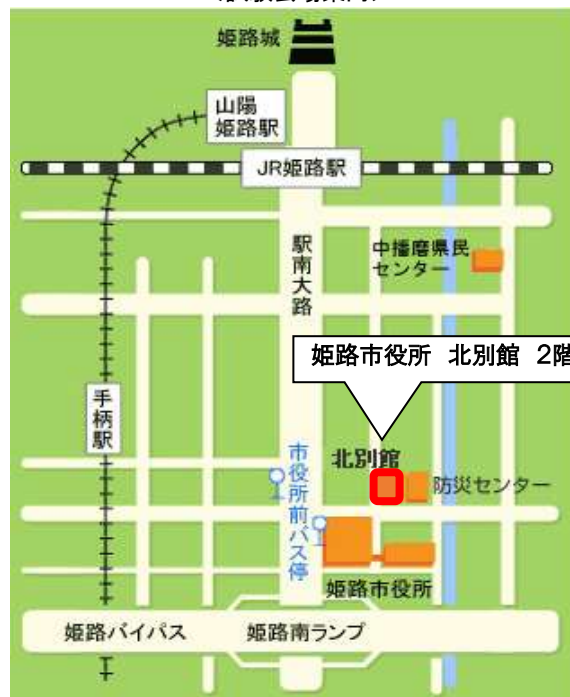 姫路城
山陽
姫路駅
JR姫路駅
駅南大路
中播磨県民
センター
姫路市役所 北別館 2階
手柄駅
北別館
市役所前バス停
防災センター
姫路市役所
姫路バイパス
姫路南ランプ